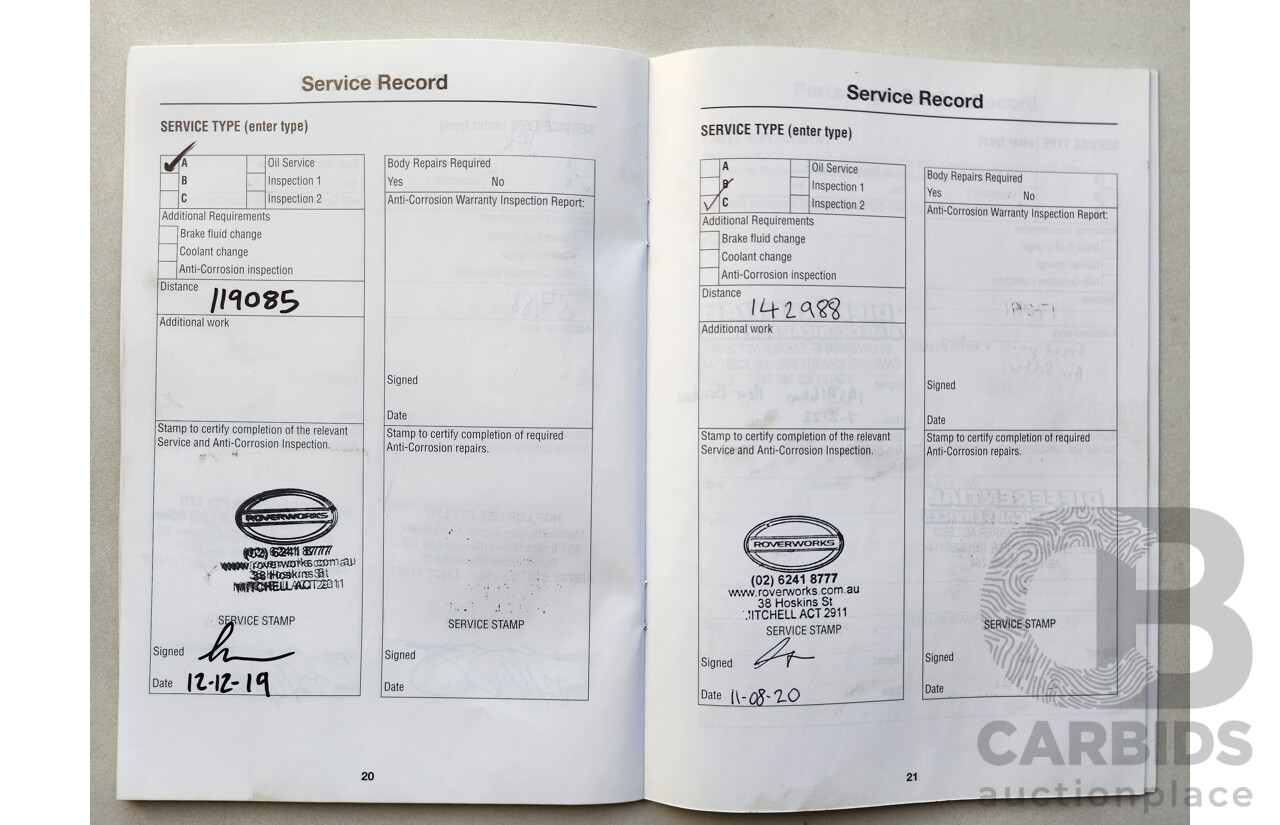 Service Record
SERVICE TYPE (enter type)
A Oil Service
B Inspection 1
C Inspection 2
Additional Requirements
Brake fluid change
Coolant change
Anti-Corrosion inspection
Distance 119085
Additional work
Stamp to certify completion of the relevant
Service and Anti-Corrosion Inspection.
ROVERWORKS
(02) 6241 8777
www.roverworks.com.au
38 Hoskins St
MITCHELL ACT 2911
SERVICE STAMP
Signed
Date 12-12-19
Body Repairs Required
Yes No
Anti-Corrosion Warranty Inspection Report:
Signed
Date
Stamp to certify completion of required
Anti-Corrosion repairs.
SERVICE STAMP
Signed
Date
20
Service Record
SERVICE TYPE (enter type)
A Oil Service
B Inspection 1
C Inspection 2
Additional Requirements
Brake fluid change
Coolant change
Anti-Corrosion inspection
Distance 142988
Additional work
Stamp to certify completion of the relevant
Service and Anti-Corrosion Inspection.
ROVERWORKS
(02) 6241 8777
www.roverworks.com.au
38 Hoskins St
MITCHELL ACT 2911
SERVICE STAMP
Signed
Date 11-08-20
Body Repairs Required
Yes No
Anti-Corrosion Warranty Inspection Report:
Signed
Date
Stamp to certify completion of required
Anti-Corrosion repairs.
SERVICE STAMP
Signed
Date
21
CB
CARBIDS
auctionplace